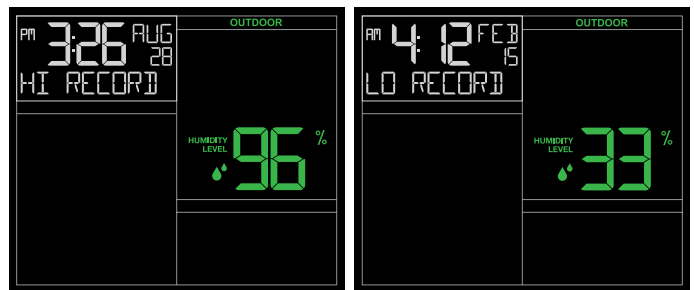 PM 3:26 AUG 28
HI RECORD
OUTDOOR
HUMIDITY LEVEL 96 %
AM 4:12 FEB 15
LO RECORD
OUTDOOR
HUMIDITY LEVEL 33 %